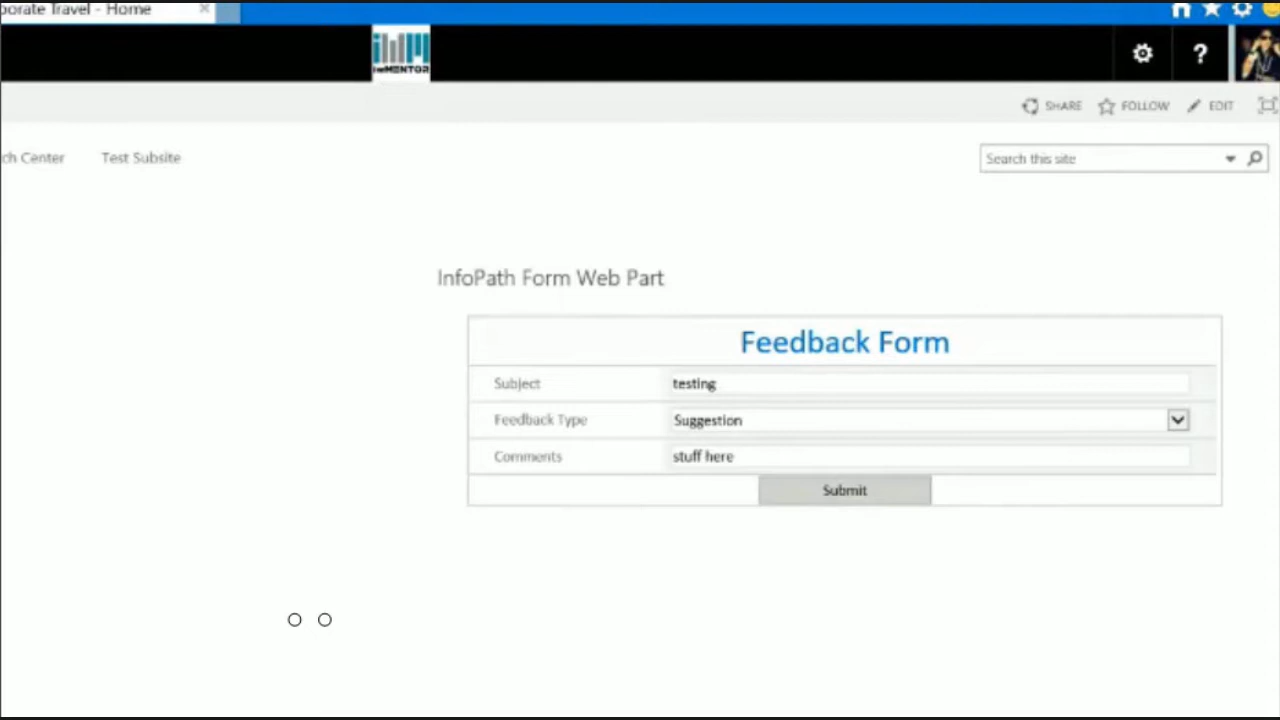 porate Travel - Home
MENTOR
?
SHARE FOLLOW EDIT
ch Center Test Subsite
Search this site
InfoPath Form Web Part
Feedback Form
Subject testing
Feedback Type Suggestion
Comments stuff here
Submit